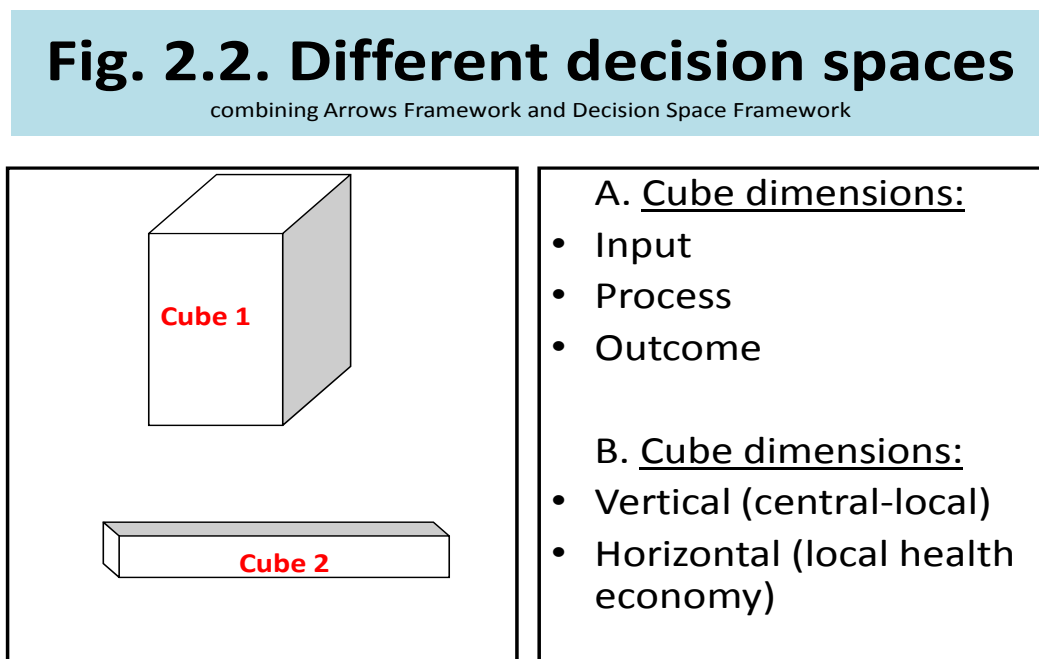 Fig. 2.2. Different decision spaces
combining Arrows Framework and Decision Space Framework
Cube 1
Cube 2
A. Cube dimensions:
• Input
• Process
• Outcome
B. Cube dimensions:
• Vertical (central-local)
• Horizontal (local health
economy)